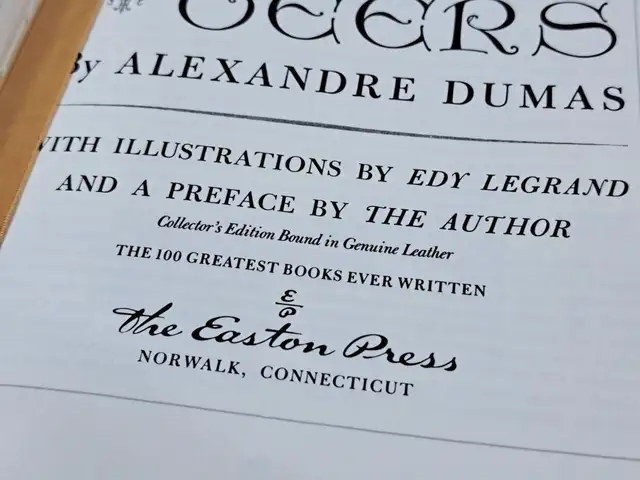 EERS
By ALEXANDRE DUMAS
WITH ILLUSTRATIONS BY EDY LEGRAND
AND A PREFACE BY THE AUTHOR
Collector's Edition Bound in Genuine Leather
THE 100 GREATEST BOOKS EVER WRITTEN
E
P
The Easton Press
NORWALK, CONNECTICUT